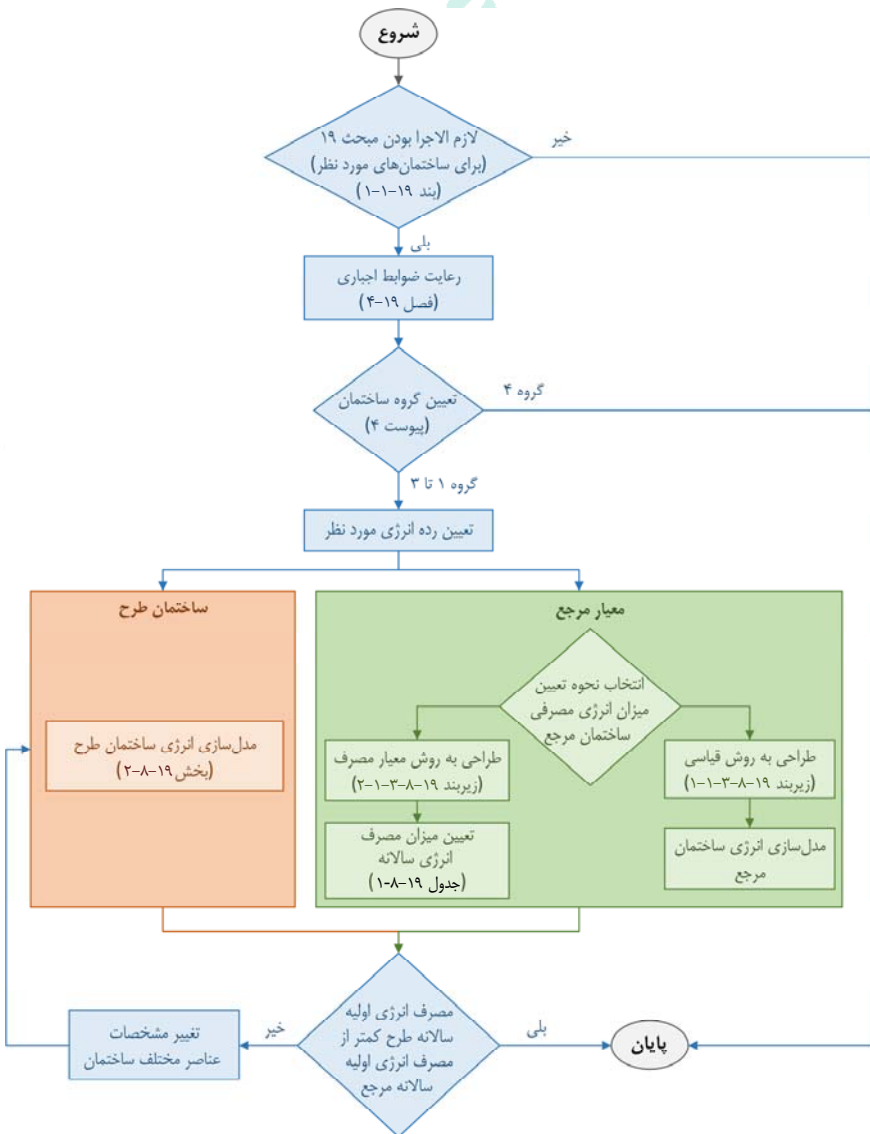 شروع
لازم الاجرا بودن مبحث ۱۹
(برای ساختمان‌های مورد نظر)
(بند ۱۹-۱-۱)
خیر
بلی
رعایت ضوابط اجباری
(فصل ۱۹-۴)
تعیین گروه ساختمان
(پیوست ۴)
گروه ۴
گروه ۱ تا ۳
تعیین رده انرژی مورد نظر
معیار مرجع
انتخاب نحوه تعیین
میزان انرژی مصرفی
ساختمان مرجع
طراحی به روش قیاسی
(زیربند ۱۹-۸-۳-۱-۱)
مدل‌سازی انرژی ساختمان
مرجع
طراحی به روش معیار مصرف
(زیربند ۱۹-۸-۳-۱-۲)
تعیین میزان مصرف
انرژی سالانه
(جدول ۱۹-۸-۱)
ساختمان طرح
مدل‌سازی انرژی ساختمان طرح
(بخش ۱۹-۸-۲)
مصرف انرژی اولیه
سالانه طرح کمتر از
مصرف انرژی اولیه
سالانه مرجع
بلی
پایان
خیر
تغییر مشخصات
عناصر مختلف ساختمان